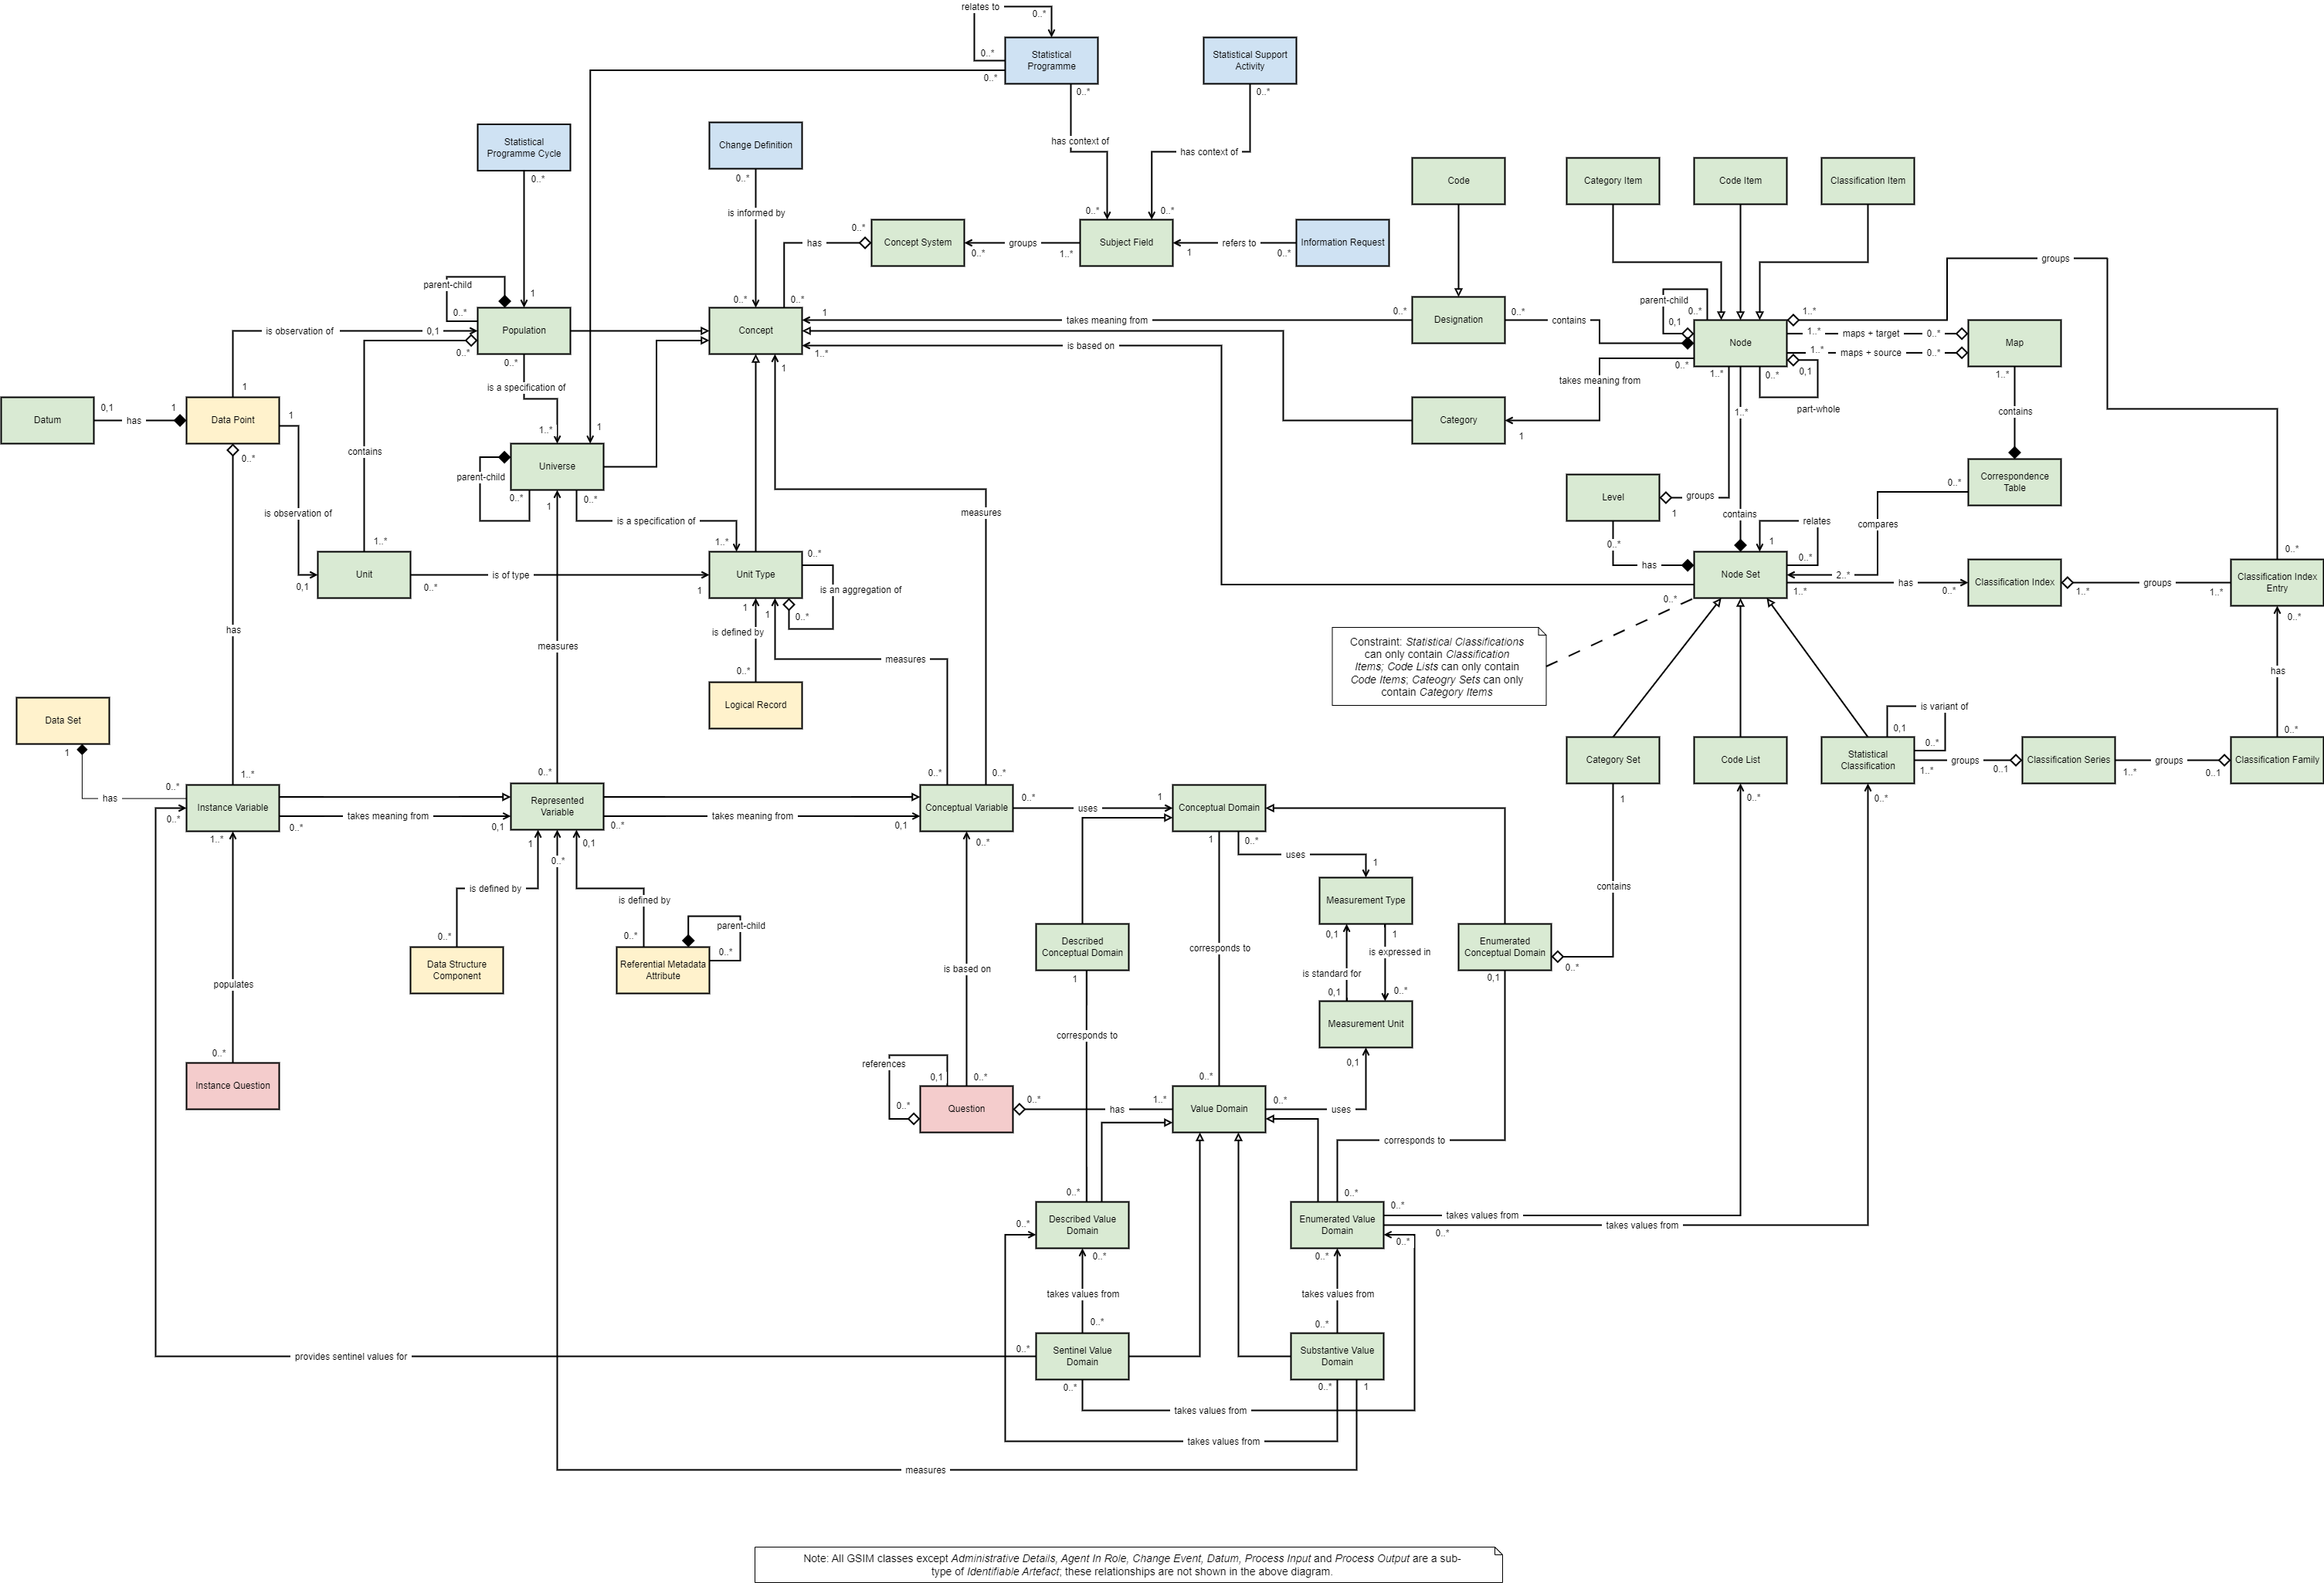 relates to
0..*
0..*
Statistical
Programme
0..*
0..*
Statistical Support
Activity
0..*
has context of
has context of
0..*
0..*
Statistical
Programme Cycle
0..*
1
Change Definition
0..*
is informed by
0..*
has
0..*
0..*
Concept System
0..*
groups
1..*
Subject Field
1
refers to
0..*
Information Request
Code
Category Item
Code Item
Classification Item
parent-child
0..*
is observation of
0,1
Population
0..*
0..*
Concept
1
takes meaning from
0..*
1..*
is based on
1
Designation
0..*
contains
parent-child
0..*
0,1
Node
1..*
groups
1..*
maps + target
0..*
1..*
maps + source
0..*
Map
1..*
0..*
0,1
part-whole
0..*
takes meaning from
1
Category
1..*
1..*
contains
Correspondence
Table
0..*
compares
2..*
Datum
0,1
has
1
1
Data Point
1
0..*
contains
is a specification of
1..*
1
Universe
parent-child
0..*
1
0..*
is a specification of
1..*
measures
is observation of
0,1
1..*
Unit
0..*
is of type
1
Unit Type
0..*
is an aggregation of
0..*
1
1
is defined by
0..*
Logical Record
measures
has
measures
Level
1
groups
0..*
has
contains
relates
1
0..*
Node Set
0..*
1..*
has
0..*
Classification Index
1..*
groups
1..*
0..*
Classification Index
Entry
0..*
has
0..*
Constraint: Statistical Classifications
can only contain Classification
Items; Code Lists can only contain
Code Items; Cateogry Sets can only
contain Category Items
Data Set
1
has
0..*
0..*
1..*
Instance Variable
1..*
0..*
takes meaning from
0,1
0..*
Represented
Variable
0..*
takes meaning from
0,1
1
0..*
0,1
0..*
0..*
Conceptual Variable
0..*
0..*
uses
1
Conceptual Domain
1
0..*
uses
1
Category Set
1
contains
0..*
Code List
0..*
Statistical
Classification
0..*
is variant of
0,1
0..*
1..*
groups
0..1
Classification Series
1..*
groups
0..1
Classification Family
is defined by
0..*
Data Structure
Component
is defined by
0..*
Referential Metadata
Attribute
parent-child
0..*
populates
0..*
Instance Question
is based on
0..*
references
0,1
0..*
Question
0..*
has
1..*
Described
Conceptual Domain
1
corresponds to
0..*
corresponds to
0..*
Measurement Type
0,1
1
is expressed in
is standard for
0,1
0..*
Measurement Unit
0,1
Enumerated
Conceptual Domain
0,1
Value Domain
0..*
uses
corresponds to
0..*
Described Value
Domain
0..*
0..*
takes values from
0..*
Enumerated Value
Domain
0..*
takes values from
0..*
takes values from
0..*
0..*
takes values from
0..*
Sentinel Value
Domain
0..*
provides sentinel values for
0..*
Substantive Value
Domain
0..*
1
takes values from
takes values from
measures
Note: All GSIM classes except Administrative Details, Agent In Role, Change Event, Datum, Process Input and Process Output are a sub-
type of Identifiable Artefact; these relationships are not shown in the above diagram.